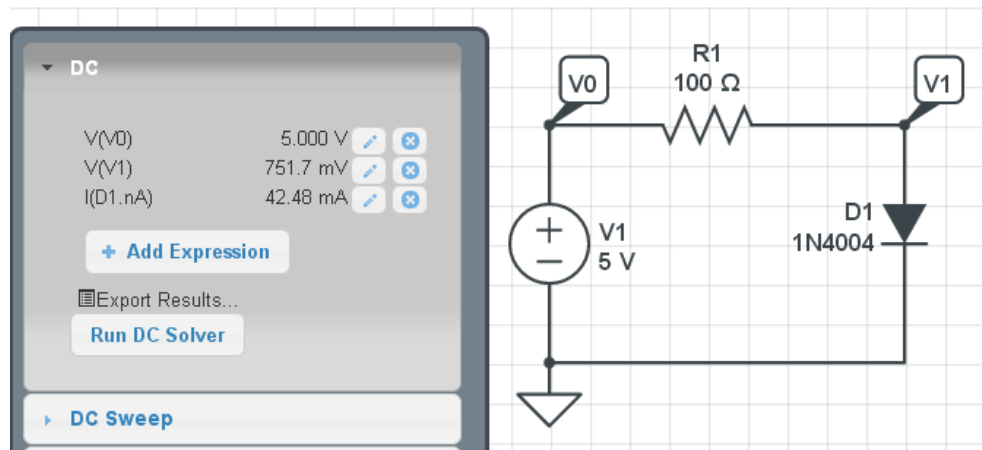 DC
V(V0) 5.000 V
V(V1) 751.7 mV
I(D1.nA) 42.48 mA
+ Add Expression
Export Results...
Run DC Solver
DC Sweep
V0
R1
100 Ω
V1
V1
5 V
D1
1N4004